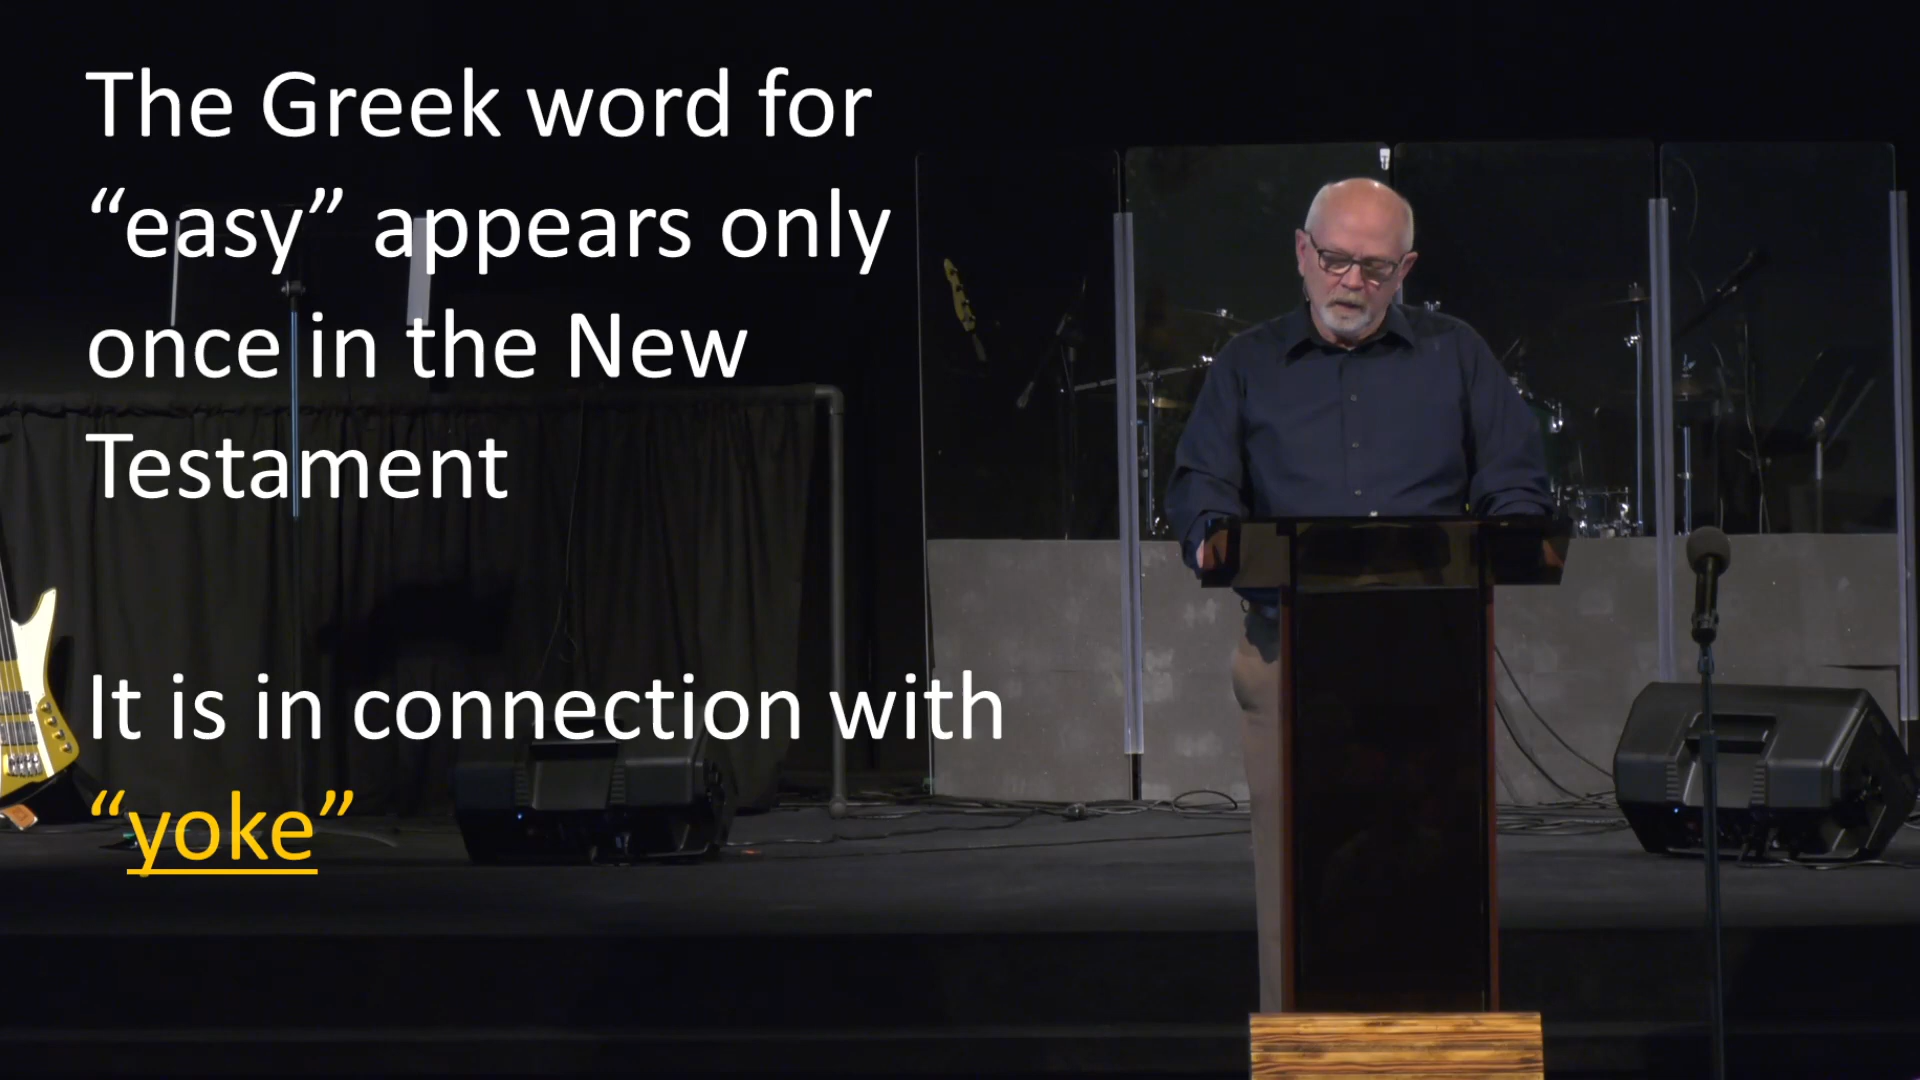 The Greek word for
“easy” appears only
once in the New
Testament
It is in connection with
“yoke”